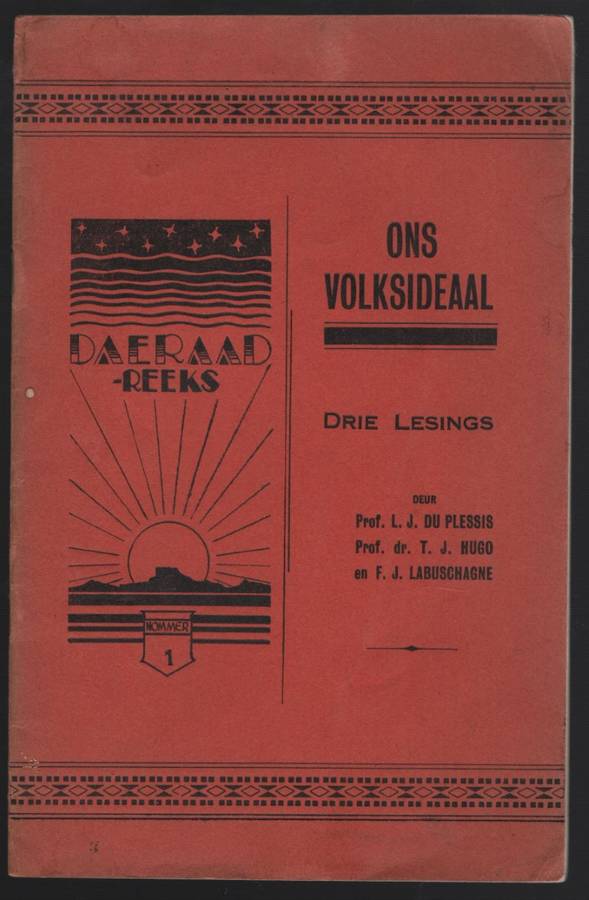 DAERAAD
-REEKS
NOMMER
1
ONS
VOLKSIDEAAL
DRIE LESINGS
DEUR
Prof. L. J. DU PLESSIS
Prof. dr. T. J. HUGO
en F. J. LABUSCHAGNE